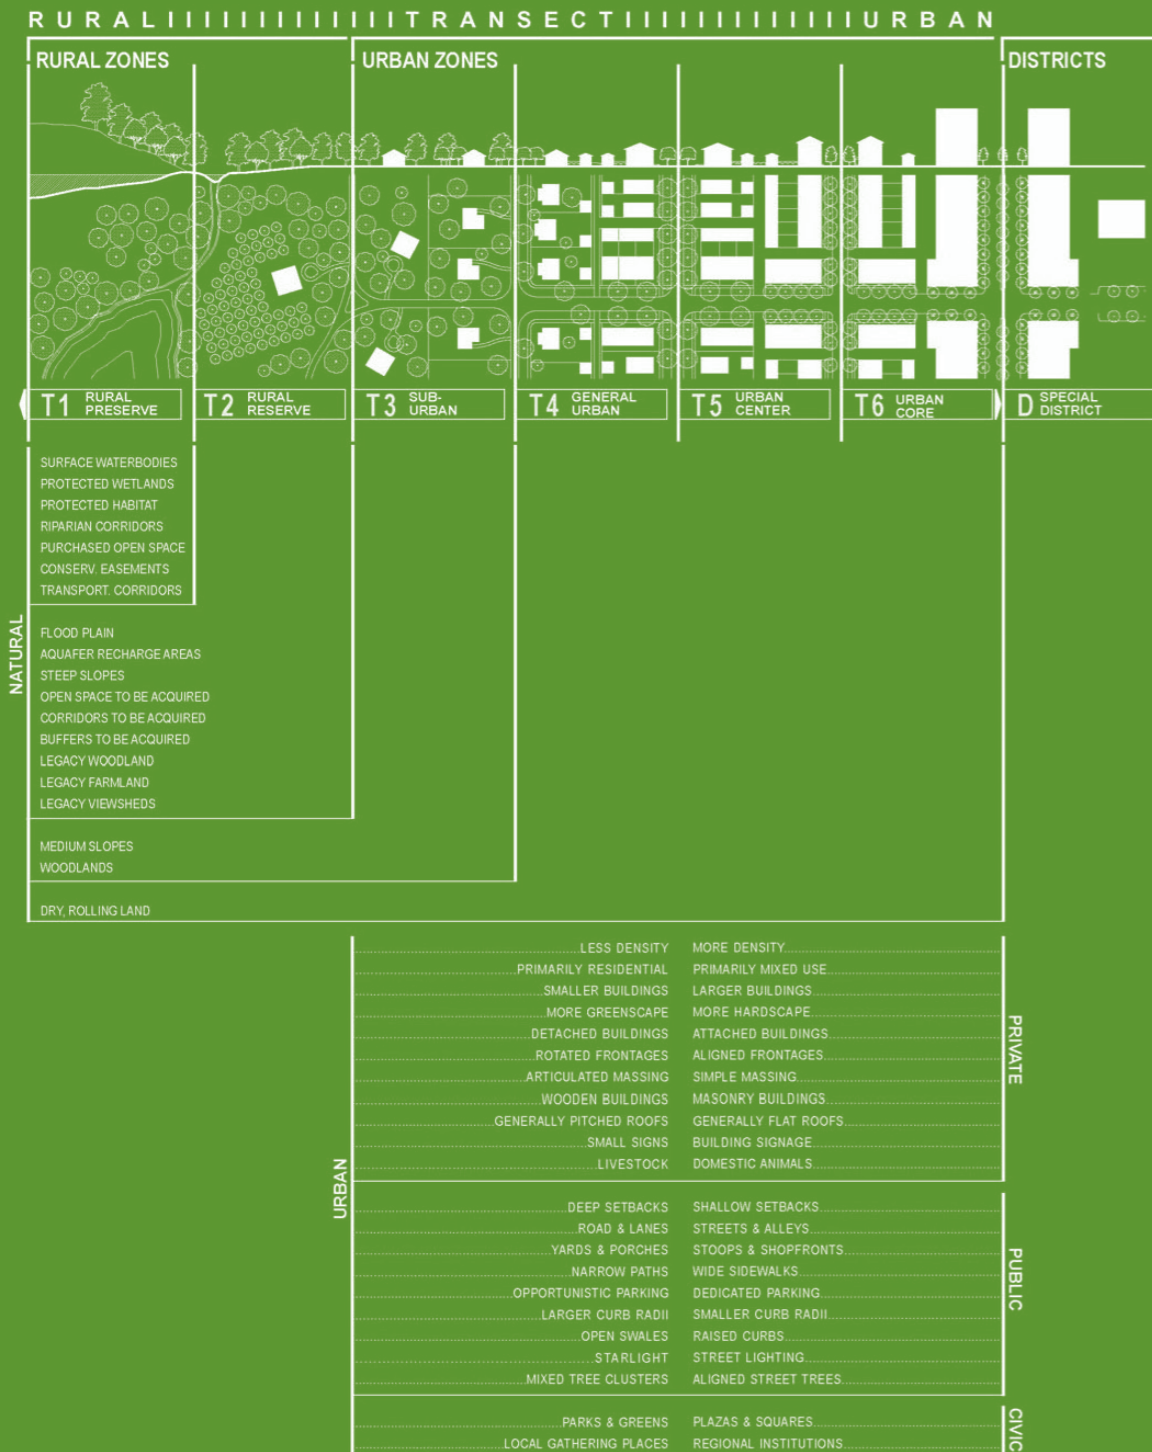 RURAL IIIIIIIIIIIII TRANSECT IIIIIIIIIIIII URBAN
RURAL ZONES
URBAN ZONES
DISTRICTS
T1 RURAL PRESERVE
T2 RURAL RESERVE
T3 SUB-URBAN
T4 GENERAL URBAN
T5 URBAN CENTER
T6 URBAN CORE
D SPECIAL DISTRICT
NATURAL
SURFACE WATERBODIES
PROTECTED WETLANDS
PROTECTED HABITAT
RIPARIAN CORRIDORS
PURCHASED OPEN SPACE
CONSERV. EASEMENTS
TRANSPORT. CORRIDORS
FLOOD PLAIN
AQUAFER RECHARGE AREAS
STEEP SLOPES
OPEN SPACE TO BE ACQUIRED
CORRIDORS TO BE ACQUIRED
BUFFERS TO BE ACQUIRED
LEGACY WOODLAND
LEGACY FARMLAND
LEGACY VIEWSHEDS
MEDIUM SLOPES
WOODLANDS
DRY, ROLLING LAND
URBAN
PRIVATE
LESS DENSITY MORE DENSITY
PRIMARILY RESIDENTIAL PRIMARILY MIXED USE
SMALLER BUILDINGS LARGER BUILDINGS
MORE GREENSCAPE MORE HARDSCAPE
DETACHED BUILDINGS ATTACHED BUILDINGS
ROTATED FRONTAGES ALIGNED FRONTAGES
ARTICULATED MASSING SIMPLE MASSING
WOODEN BUILDINGS MASONRY BUILDINGS
GENERALLY PITCHED ROOFS GENERALLY FLAT ROOFS
SMALL SIGNS BUILDING SIGNAGE
LIVESTOCK DOMESTIC ANIMALS
PUBLIC
DEEP SETBACKS SHALLOW SETBACKS
ROAD & LANES STREETS & ALLEYS
YARDS & PORCHES STOOPS & SHOPFRONTS
NARROW PATHS WIDE SIDEWALKS
OPPORTUNISTIC PARKING DEDICATED PARKING
LARGER CURB RADII SMALLER CURB RADII
OPEN SWALES RAISED CURBS
STARLIGHT STREET LIGHTING
MIXED TREE CLUSTERS ALIGNED STREET TREES
CIVIC
PARKS & GREENS PLAZAS & SQUARES
LOCAL GATHERING PLACES REGIONAL INSTITUTIONS